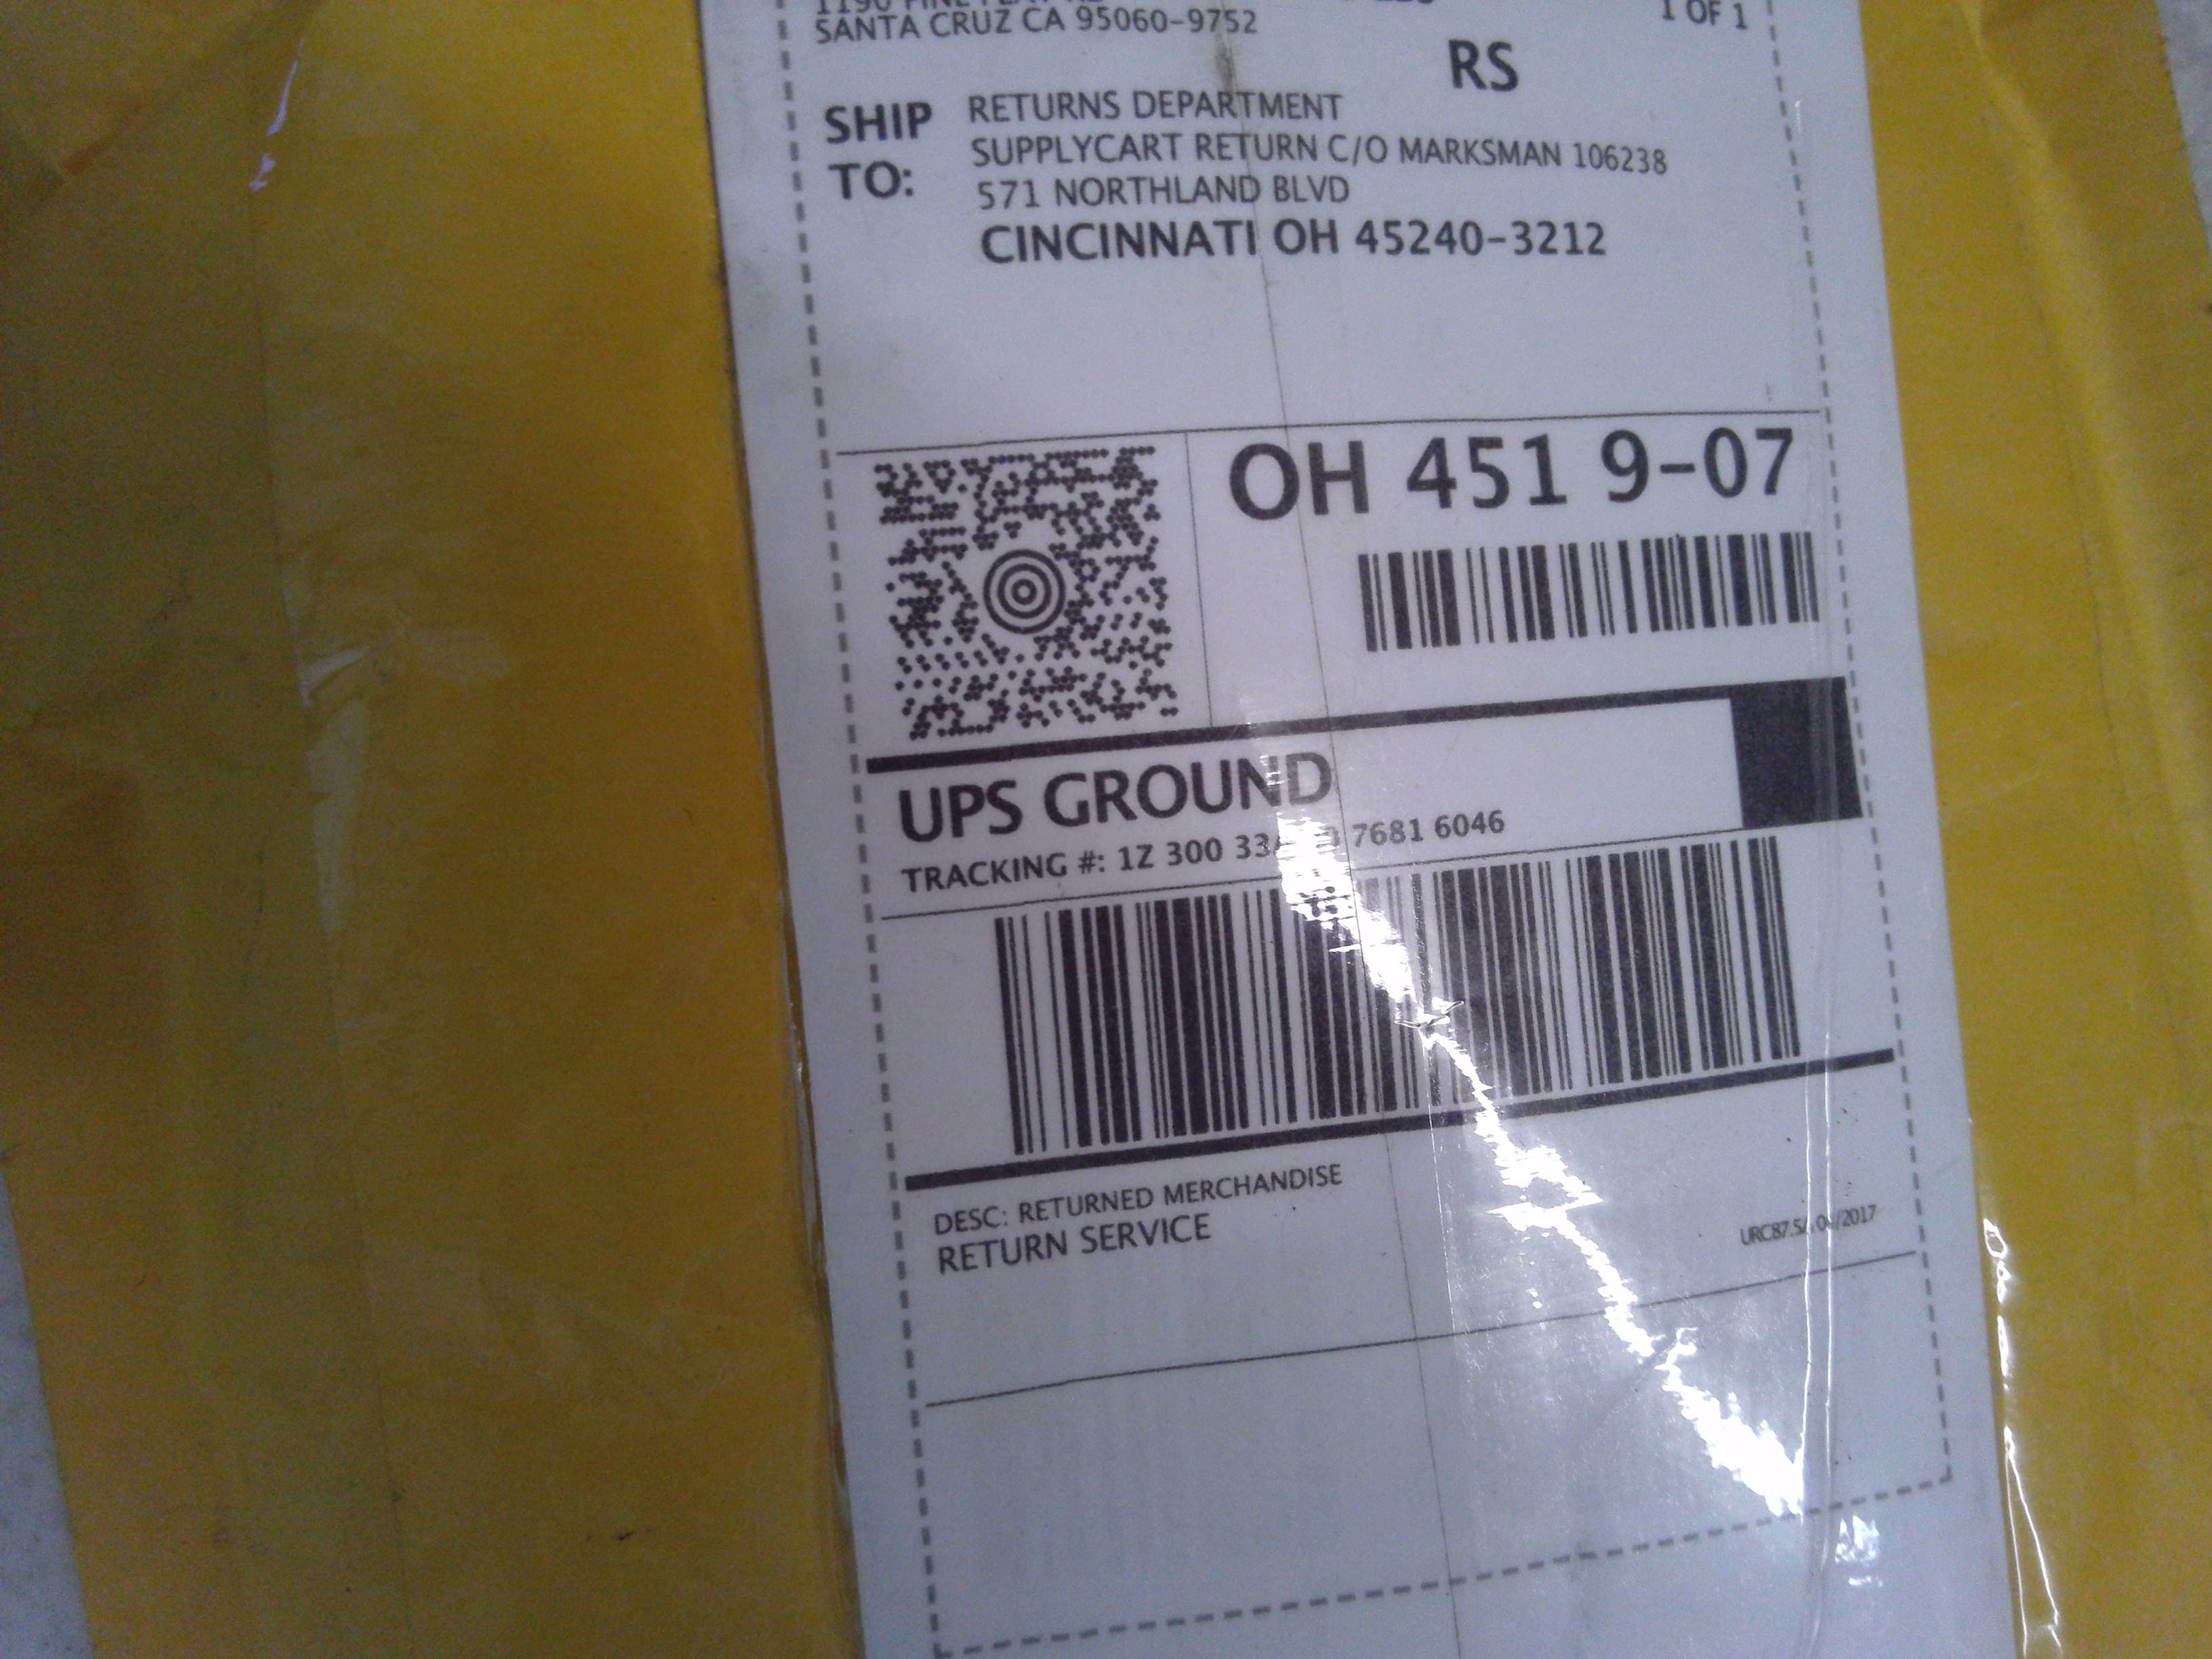 SANTA CRUZ CA 95060-9752
1 OF 1
RS
SHIP TO:
RETURNS DEPARTMENT
SUPPLYCART RETURN C/O MARKSMAN 106238
571 NORTHLAND BLVD
CINCINNATI OH 45240-3212
OH 451 9-07
UPS GROUND
TRACKING #: 1Z 300 7681 6046
DESC: RETURNED MERCHANDISE
RETURN SERVICE